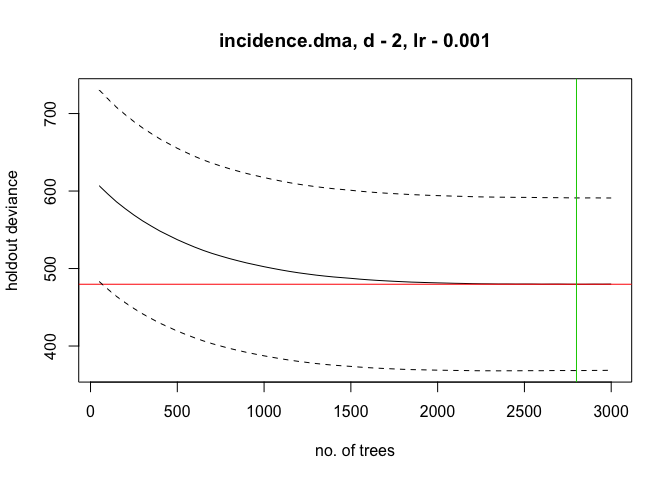 incidence.dma, d - 2, lr - 0.001
holdout deviance
700
600
500
400
0 500 1000 1500 2000 2500 3000
no. of trees